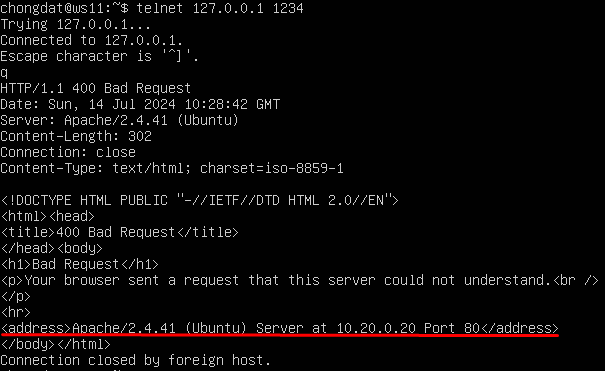 chongdat@ws11:~$ telnet 127.0.0.1 1234
Trying 127.0.0.1...
Connected to 127.0.0.1.
Escape character is '^]'.
q
HTTP/1.1 400 Bad Request
Date: Sun, 14 Jul 2024 10:28:42 GMT
Server: Apache/2.4.41 (Ubuntu)
Content-Length: 302
Connection: close
Content-Type: text/html; charset=iso-8859-1

<!DOCTYPE HTML PUBLIC "-//IETF//DTD HTML 2.0//EN">
<html><head>
<title>400 Bad Request</title>
</head><body>
<h1>Bad Request</h1>
<p>Your browser sent a request that this server could not understand.<br />
</p>
<hr>
<address>Apache/2.4.41 (Ubuntu) Server at 10.20.0.20 Port 80</address>
</body></html>
Connection closed by foreign host.